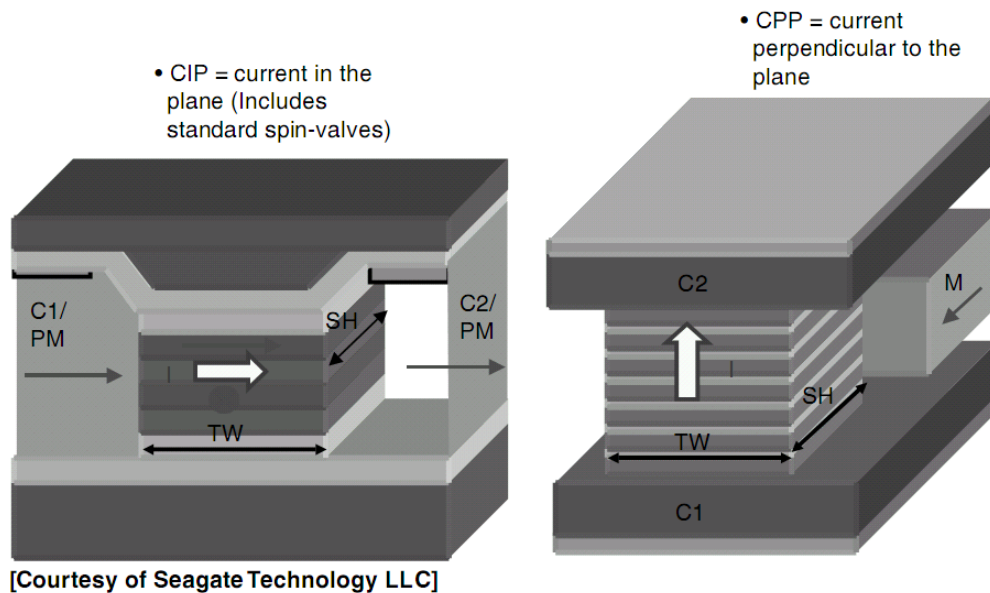 • CIP = current in the
plane (Includes
standard spin-valves)
• CPP = current
perpendicular to the
plane
C1/
PM
SH
C2/
PM
I
TW
C2
M
I
SH
TW
C1
[Courtesy of Seagate Technology LLC]